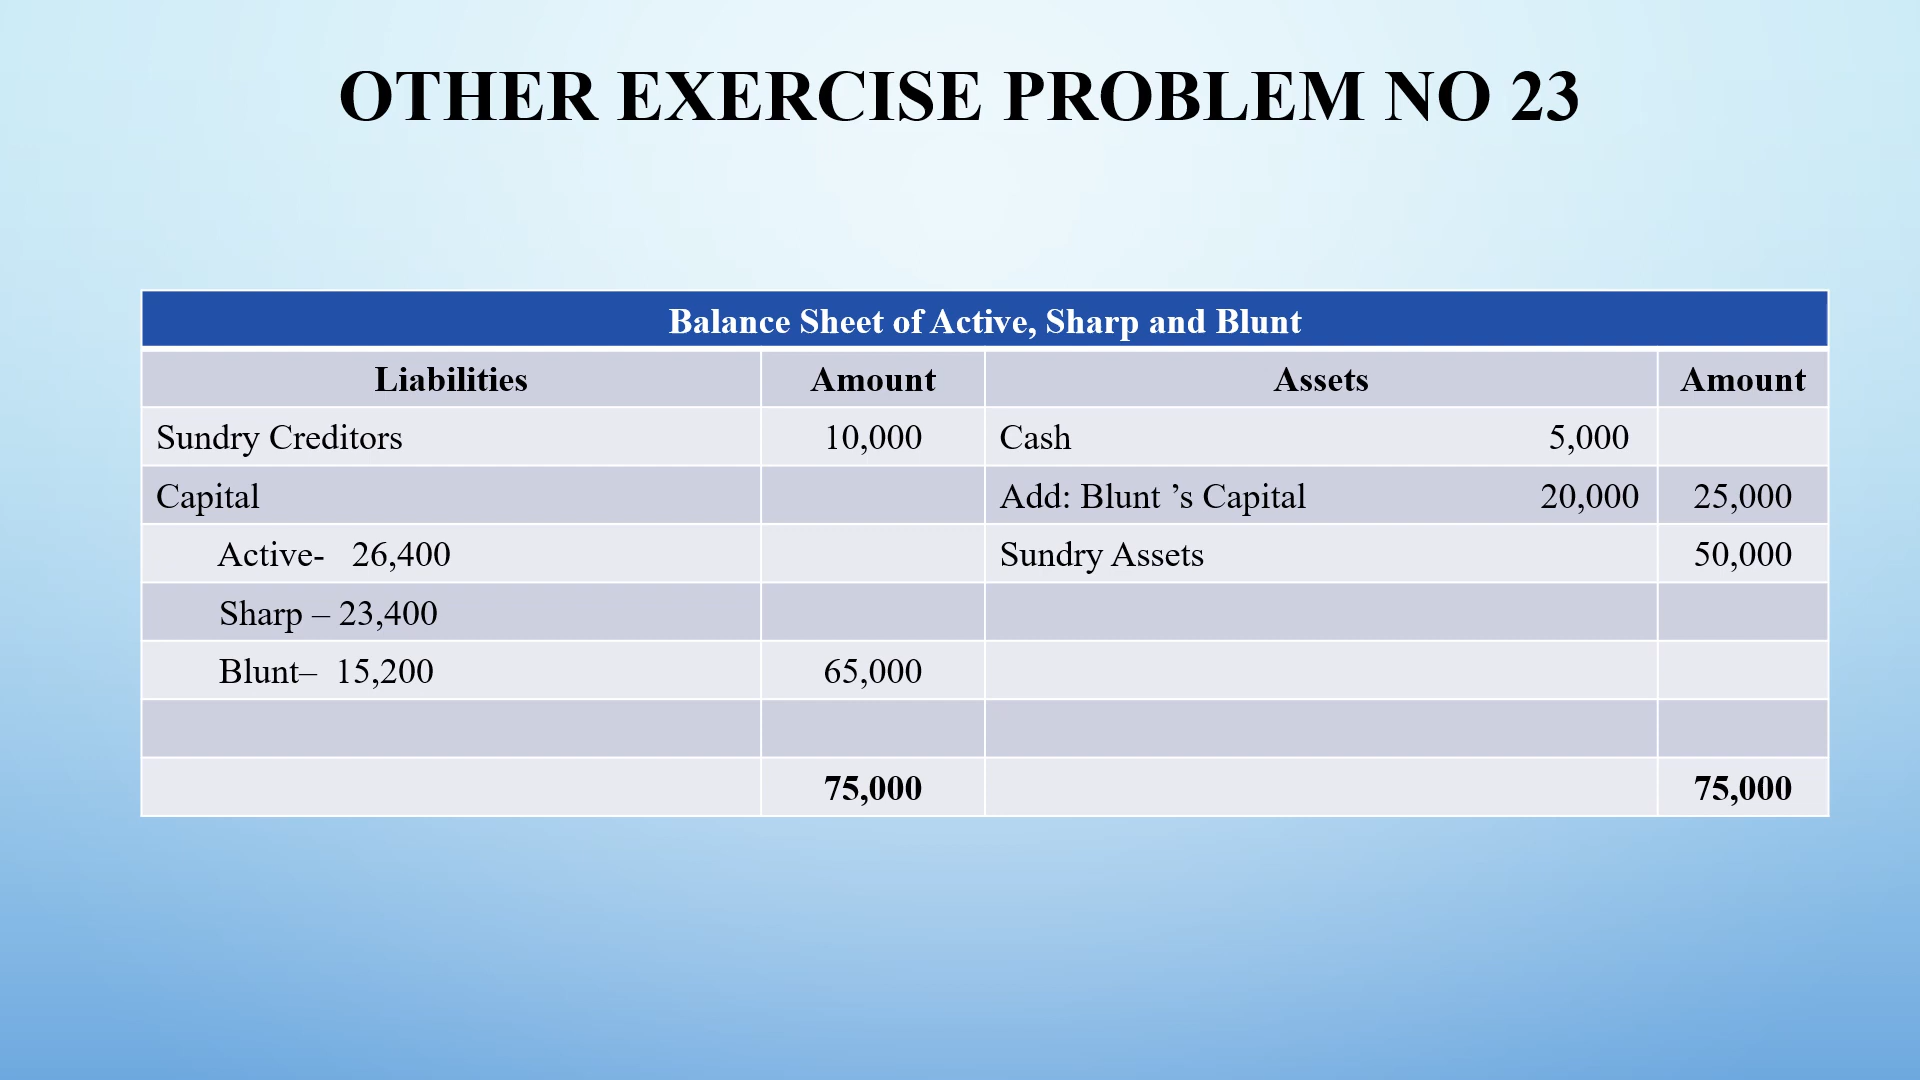 OTHER EXERCISE PROBLEM NO 23
Balance Sheet of Active, Sharp and Blunt
Liabilities Amount Assets Amount
Sundry Creditors 10,000 Cash 5,000
Capital Add: Blunt ’s Capital 20,000 25,000
Active- 26,400 Sundry Assets 50,000
Sharp – 23,400
Blunt– 15,200 65,000
75,000 75,000